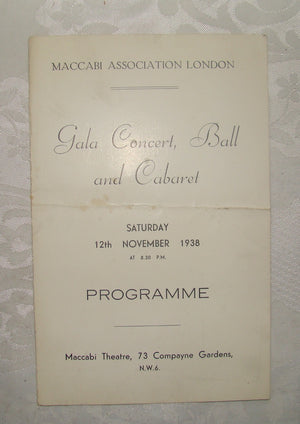 MACCABI ASSOCIATION LONDON
Gala Concert, Ball
and Cabaret
SATURDAY
12th NOVEMBER 1938
AT 8.30 P.M.
PROGRAMME
Maccabi Theatre, 73 Compayne Gardens,
N.W.6.